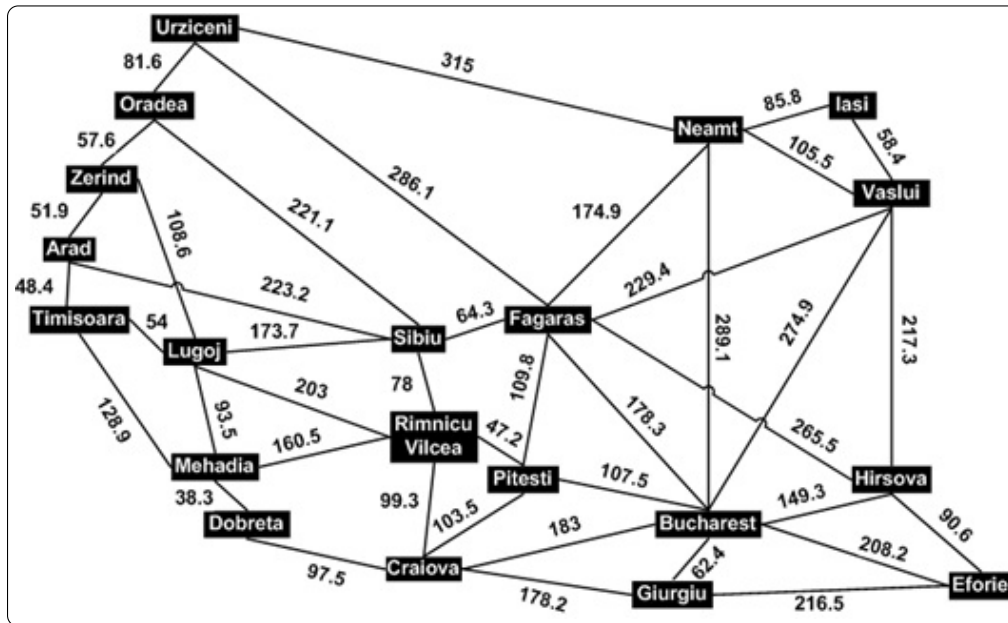 Urziceni
81.6
315
Oradea
85.8
Iasi
Neamt
57.6
105.5
58.4
Zerind
286.1
Vaslui
51.9
108.6
221.1
174.9
Arad
48.4
223.2
229.4
Timisoara
54
173.7
64.3
Fagaras
Lugoj
Sibiu
289.1
274.9
217.3
128.9
93.5
203
78
109.8
178.3
265.5
Rimnicu
Vilcea
47.2
Mehadia
160.5
Pitesti
107.5
Hirsova
38.3
99.3
103.5
149.3
90.6
Dobreta
183
Bucharest
208.2
97.5
Craiova
62.4
Eforie
178.2
Giurgiu
216.5